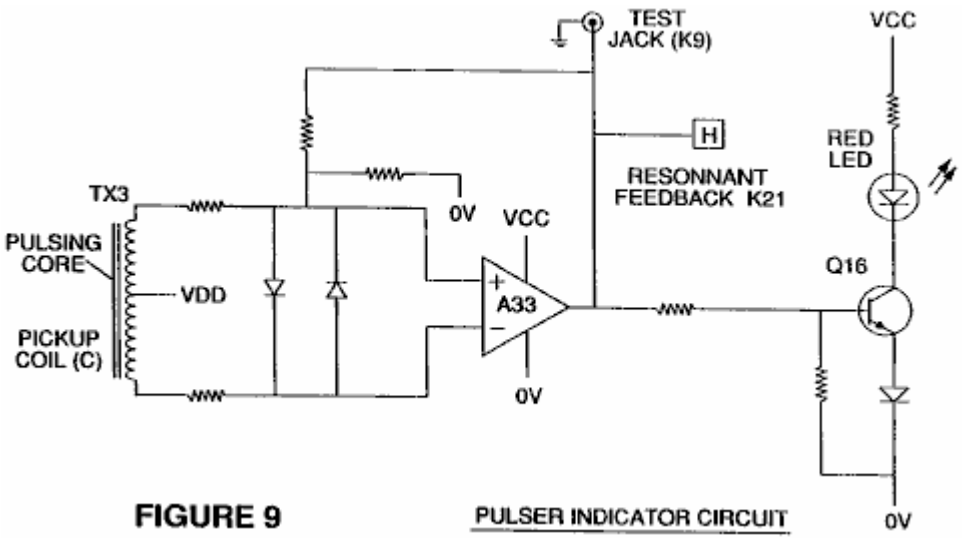 TEST
JACK (K9)
VCC
H
RED
LED
RESONNANT
FEEDBACK K21
TX3
0V
VCC
PULSING
CORE
VDD
Q16
+
A33
−
PICKUP
COIL (C)
0V
FIGURE 9
PULSER INDICATOR CIRCUIT
0V